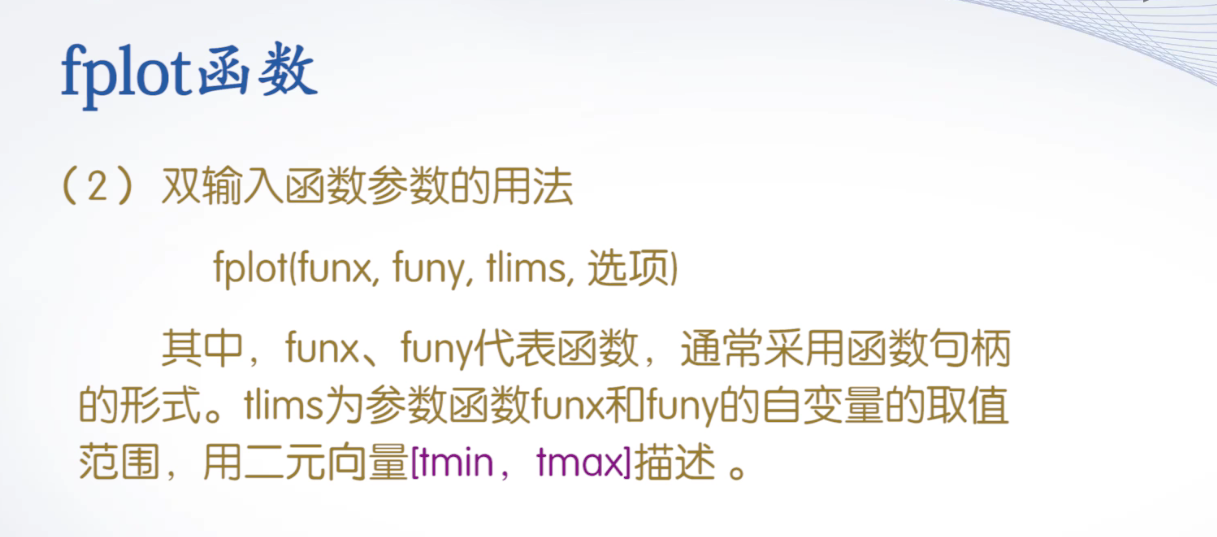 fplot函数
（2） 双输入函数参数的用法
fplot(funx, funy, tlims, 选项)
其中，funx、funy代表函数，通常采用函数句柄
的形式。tlims为参数函数funx和funy的自变量的取值
范围，用二元向量[tmin，tmax]描述 。